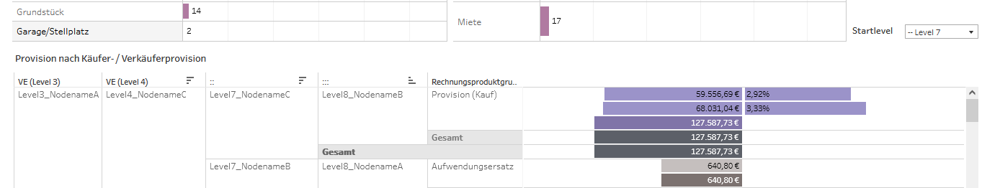 Grundstück 14
Garage/Stellplatz 2
Miete 17
Startlevel -- Level 7
Provision nach Käufer- / Verkäuferprovision
VE (Level 3) VE (Level 4) :: ::: Rechnungsproduktgru..
Level3_NodenameA Level4_NodenameC Level7_NodenameC Level8_NodenameB Provision (Kauf) 59.556,69 € 2,92%
68.031,04 € 3,33%
127.587,73 €
Gesamt 127.587,73 €
Gesamt 127.587,73 €
Level7_NodenameB Level8_NodenameA Aufwendungsersatz 640,80 €
640,80 €